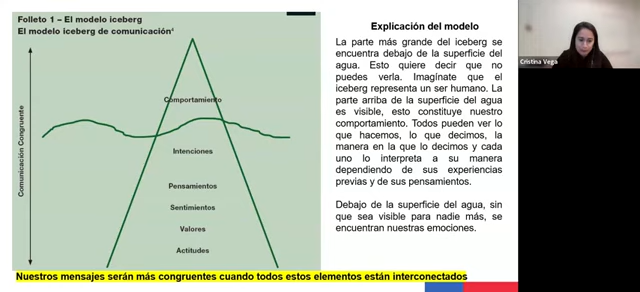 Folleto 1 – El modelo iceberg
El modelo iceberg de comunicación⁴
Comunicación Congruente
Comportamiento
Intenciones
Pensamientos
Sentimientos
Valores
Actitudes
Explicación del modelo
La parte más grande del iceberg se
encuentra debajo de la superficie del
agua. Esto quiere decir que no
puedes verla. Imagínate que el
iceberg representa un ser humano. La
parte arriba de la superficie del agua
es visible, esto constituye nuestro
comportamiento. Todos pueden ver lo
que hacemos, lo que decimos, la
manera en la que lo decimos y cada
uno lo interpreta a su manera
dependiendo de sus experiencias
previas y de sus pensamientos.
Debajo de la superficie del agua, sin
que sea visible para nadie más, se
encuentran nuestras emociones.
Nuestros mensajes serán más congruentes cuando todos estos elementos están interconectados
Cristina Vega